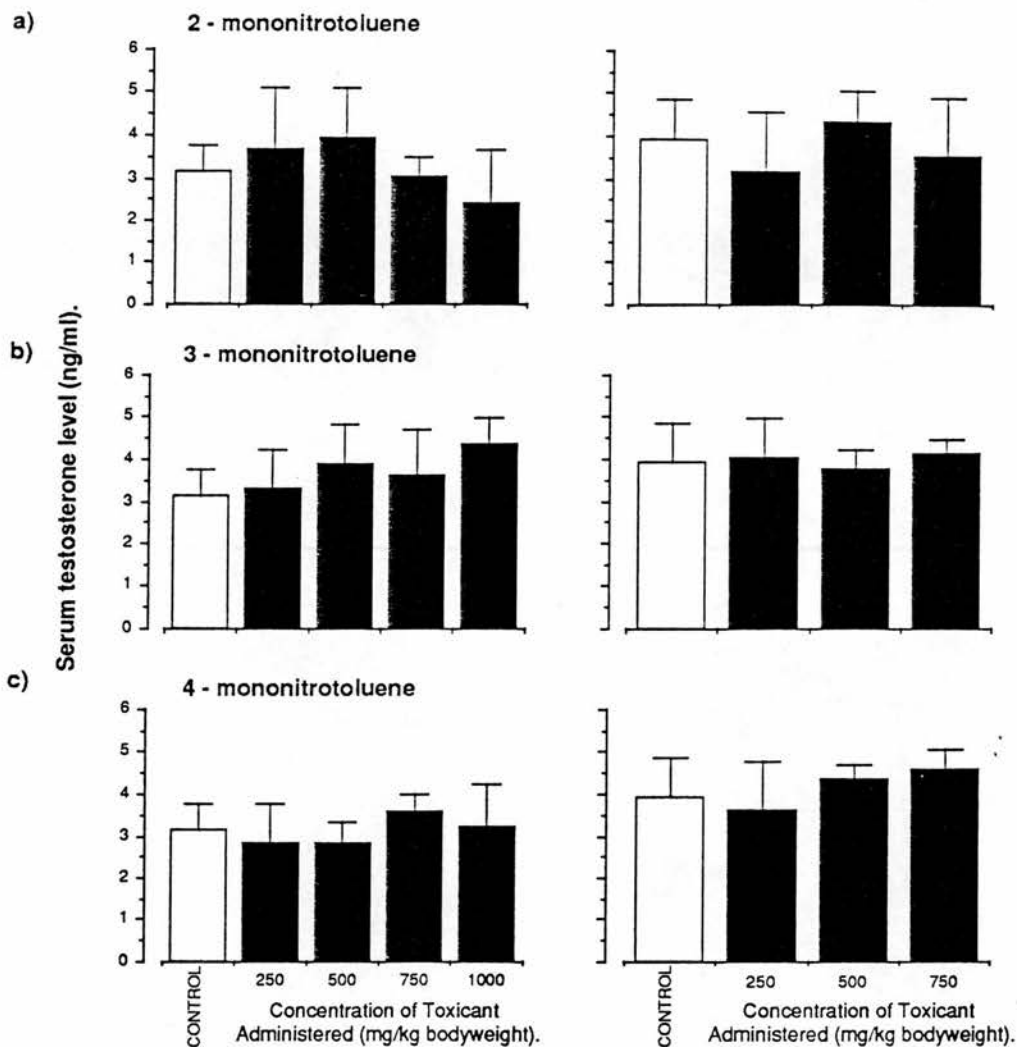 a)
2 - mononitrotoluene
6
5
4
3
2
1
0
b)
3 - mononitrotoluene
6
5
4
3
2
1
0
Serum testosterone level (ng/ml).
c)
4 - mononitrotoluene
6
5
4
3
2
1
0
CONTROL 250 500 750 1000
Concentration of Toxicant
Administered (mg/kg bodyweight).
CONTROL 250 500 750
Concentration of Toxicant
Administered (mg/kg bodyweight).